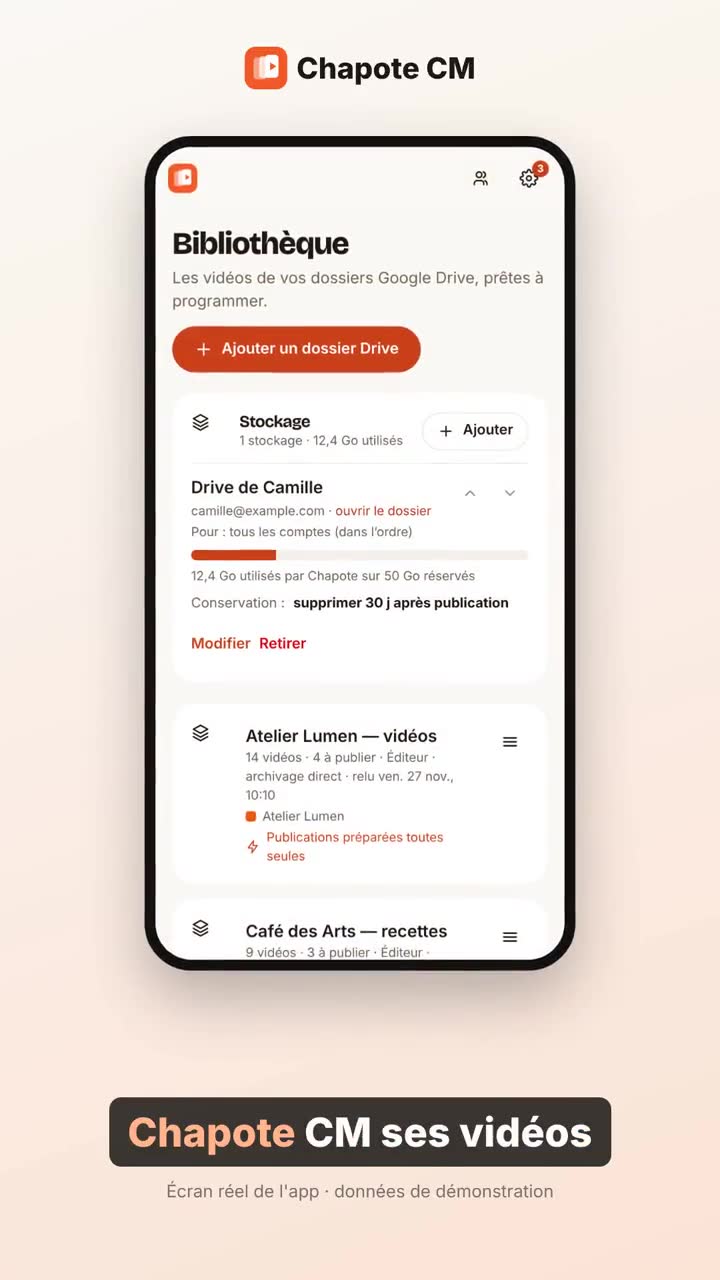 Chapote CM
3
Bibliothèque
Les vidéos de vos dossiers Google Drive, prêtes à
programmer.
+ Ajouter un dossier Drive
Stockage
1 stockage · 12,4 Go utilisés
+ Ajouter
Drive de Camille
camille@example.com · ouvrir le dossier
Pour : tous les comptes (dans l'ordre)
12,4 Go utilisés par Chapote sur 50 Go réservés
Conservation : supprimer 30 j après publication
Modifier Retirer
Atelier Lumen — vidéos
14 vidéos · 4 à publier · Éditeur ·
archivage direct · relu ven. 27 nov.,
10:10
Atelier Lumen
Publications préparées toutes
seules
Café des Arts — recettes
9 vidéos · 3 à publier · Éditeur ·
Chapote CM ses vidéos
Écran réel de l'app · données de démonstration